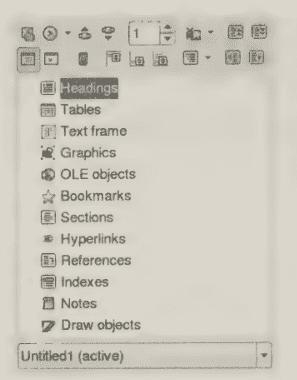 1
Headings
Tables
Text frame
Graphics
OLE objects
Bookmarks
Sections
Hyperlinks
References
Indexes
Notes
Draw objects
Untitled1 (active)